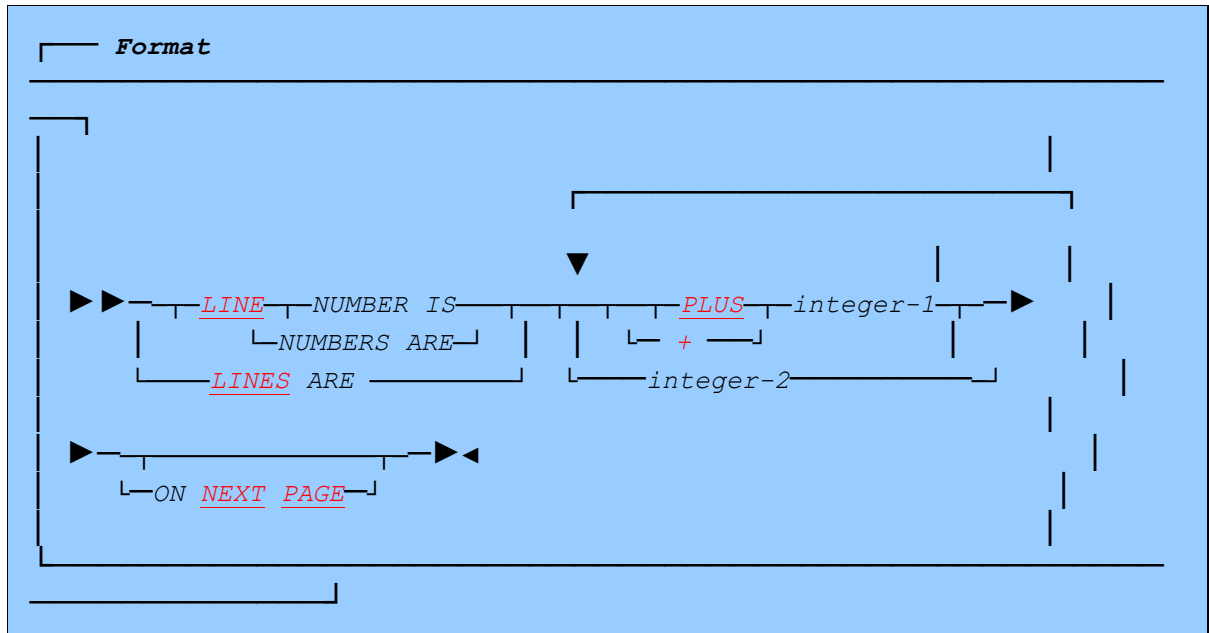 Format
LINE NUMBER IS PLUS integer-1
NUMBERS ARE +
LINES ARE integer-2
ON NEXT PAGE